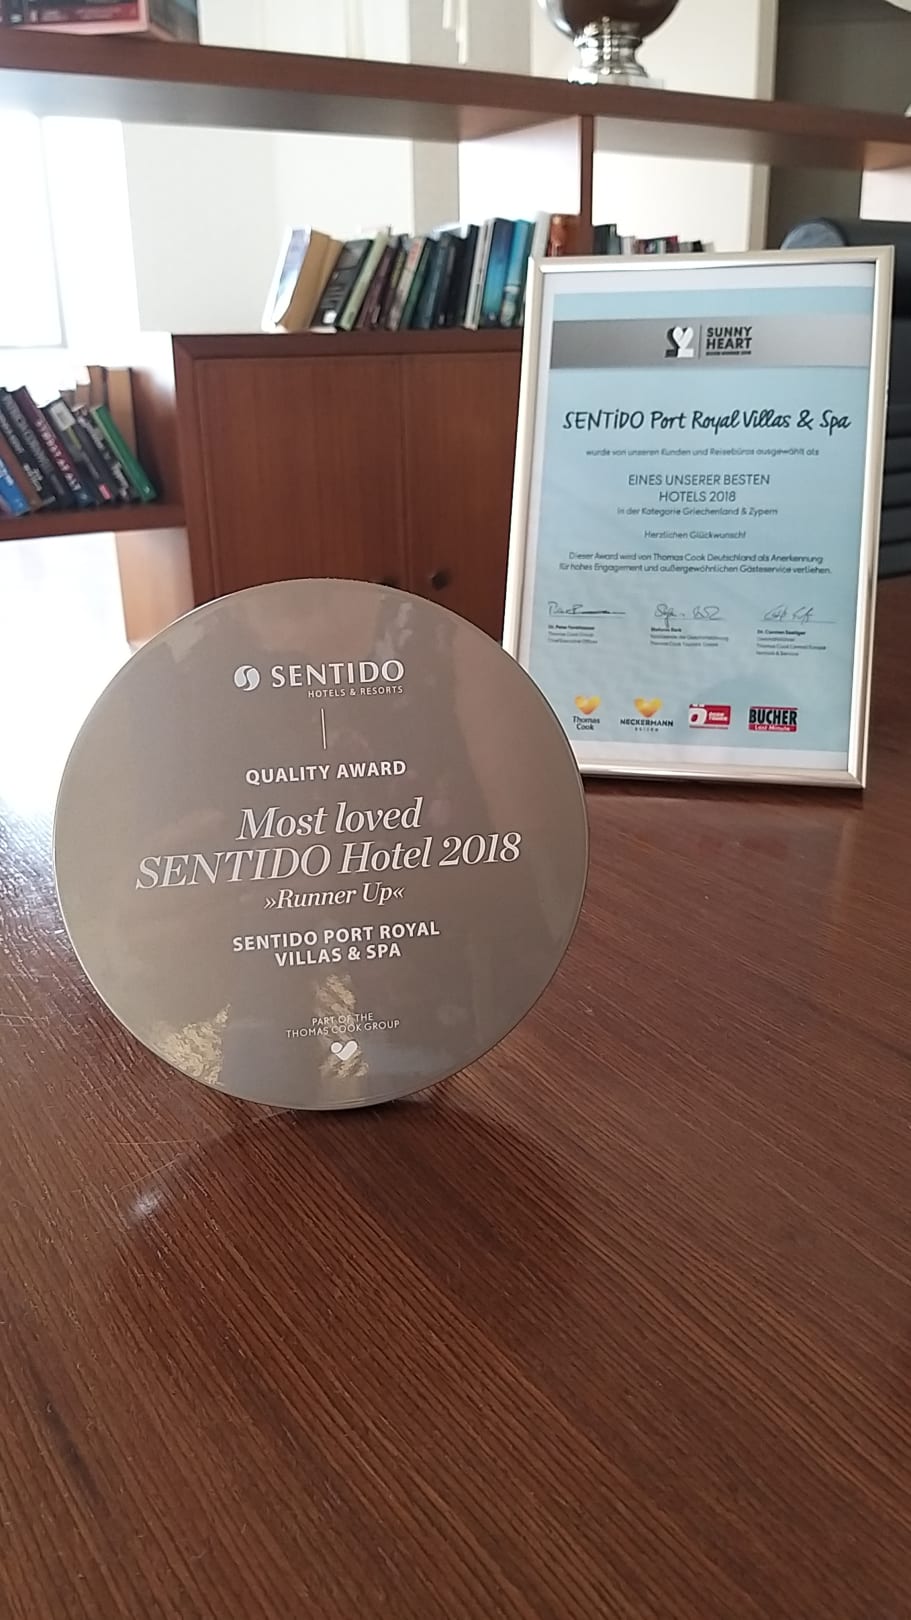 SENTIDO
HOTELS & RESORTS
QUALITY AWARD
Most loved
SENTIDO Hotel 2018
»Runner Up«
SENTIDO PORT ROYAL
VILLAS & SPA
PART OF THE
THOMAS COOK GROUP
SUNNY
HEART
SENTiDO Port Royal Villas & Spa
wurde von unseren Kunden und Reisebüros ausgewählt als
EINES UNSERER BESTEN
HOTELS 2018
in der Kategorie Griechenland & Zypern
Herzlichen Glückwunsch!
Dieser Award wird von Thomas Cook Deutschland als Anerkennung
für hohes Engagement und außergewöhnlichen Gästeservice verliehen.
Thomas
Cook
NECKERMANN
REISEN
BUCHER
Last Minute